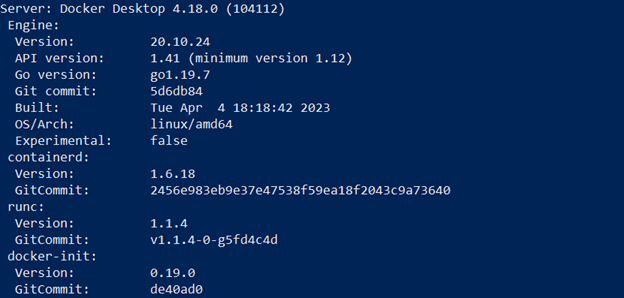 Server: Docker Desktop 4.18.0 (104112)
Engine:
Version: 20.10.24
API version: 1.41 (minimum version 1.12)
Go version: go1.19.7
Git commit: 5d6db84
Built: Tue Apr  4 18:18:42 2023
OS/Arch: linux/amd64
Experimental: false
containerd:
Version: 1.6.18
GitCommit: 2456e983eb9e37e47538f59ea18f2043c9a73640
runc:
Version: 1.1.4
GitCommit: v1.1.4-0-g5fd4c4d
docker-init:
Version: 0.19.0
GitCommit: de40ad0